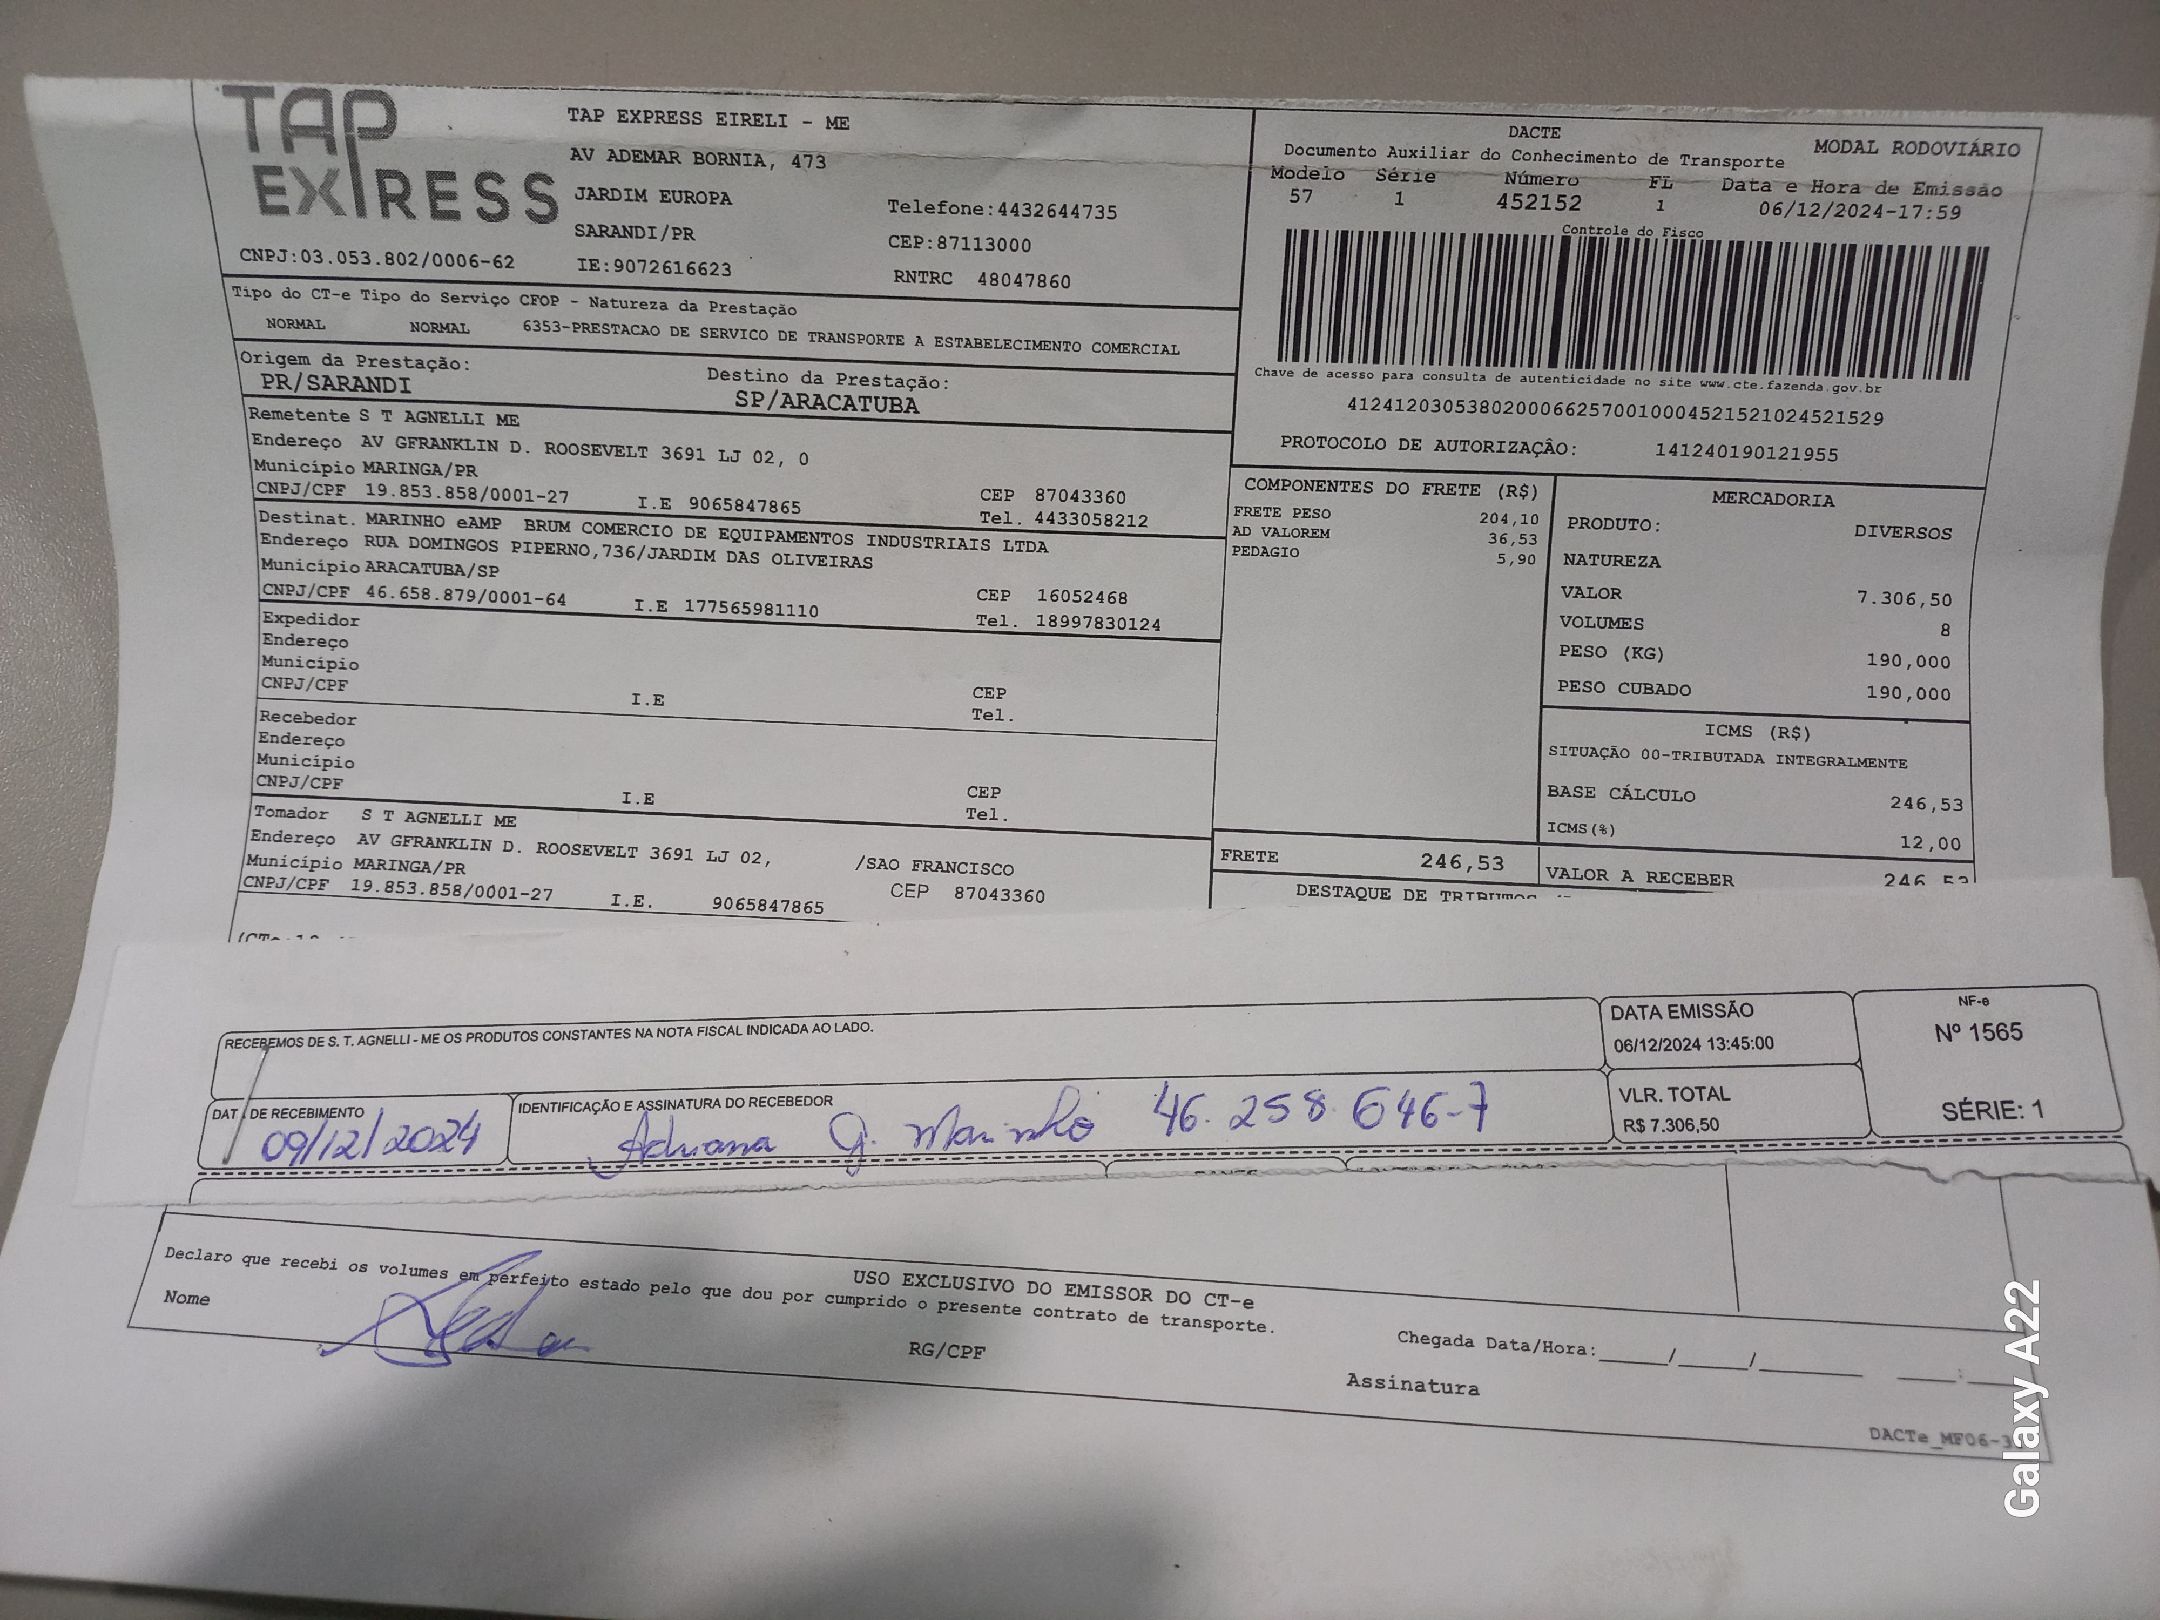 TAP
EXPRESS
TAP EXPRESS EIRELI - ME
AV ADEMAR BORNIA, 473
JARDIM EUROPA
Telefone:4432644735
SARANDI/PR
CEP:87113000
CNPJ:03.053.802/0006-62
IE:9072616623
RNTRC 48047860
DACTE
MODAL RODOVIÁRIO
Documento Auxiliar do Conhecimento de Transporte
Modelo Série Número FL Data e Hora de Emissão
57 1 452152 1 06/12/2024-17:59
Controle do Fisco
Chave de acesso para consulta de autenticidade no site www.cte.fazenda.gov.br
41241203053802000662570010004521521024521529
PROTOCOLO DE AUTORIZAÇÂO: 141240190121955
Tipo do CT-e Tipo do Serviço CFOP - Natureza da Prestação
NORMAL NORMAL 6353-PRESTACAO DE SERVICO DE TRANSPORTE A ESTABELECIMENTO COMERCIAL
Origem da Prestação: Destino da Prestação:
PR/SARANDI SP/ARACATUBA
Remetente S T AGNELLI ME
Endereço AV GFRANKLIN D. ROOSEVELT 3691 LJ 02, 0
Município MARINGA/PR CEP 87043360
CNPJ/CPF 19.853.858/0001-27 I.E 9065847865 Tel. 4433058212
Destinat. MARINHO eAMP BRUM COMERCIO DE EQUIPAMENTOS INDUSTRIAIS LTDA
Endereço RUA DOMINGOS PIPERNO,736/JARDIM DAS OLIVEIRAS
Município ARACATUBA/SP CEP 16052468
CNPJ/CPF 46.658.879/0001-64 I.E 177565981110 Tel. 18997830124
Expedidor
Endereço
Município CEP
CNPJ/CPF I.E Tel.
Recebedor
Endereço
Município CEP
CNPJ/CPF I.E Tel.
Tomador S T AGNELLI ME
Endereço AV GFRANKLIN D. ROOSEVELT 3691 LJ 02, /SAO FRANCISCO
Município MARINGA/PR CEP 87043360
CNPJ/CPF 19.853.858/0001-27 I.E. 9065847865
COMPONENTES DO FRETE (R$)
FRETE PESO 204,10
AD VALOREM 36,53
PEDAGIO 5,90
MERCADORIA
PRODUTO: DIVERSOS
NATUREZA
VALOR 7.306,50
VOLUMES 8
PESO (KG) 190,000
PESO CUBADO 190,000
ICMS (R$)
SITUAÇÃO 00-TRIBUTADA INTEGRALMENTE
BASE CÁLCULO 246,53
ICMS(%) 12,00
FRETE 246,53 VALOR A RECEBER 246,53
DESTAQUE DE TRIBUTOS
RECEBEMOS DE S. T. AGNELLI - ME OS PRODUTOS CONSTANTES NA NOTA FISCAL INDICADA AO LADO.
DATA EMISSÃO
06/12/2024 13:45:00
NF-e
Nº 1565
SÉRIE: 1
DATA DE RECEBIMENTO
09/12/2024
IDENTIFICAÇÃO E ASSINATURA DO RECEBEDOR
Adriana G. Marinho 46.258.646-7
VLR. TOTAL
R$ 7.306,50
USO EXCLUSIVO DO EMISSOR DO CT-e
Declaro que recebi os volumes em perfeito estado pelo que dou por cumprido o presente contrato de transporte.
Nome RG/CPF Chegada Data/Hora:_____/_____/________ ____:____
Assinatura
Galaxy A22